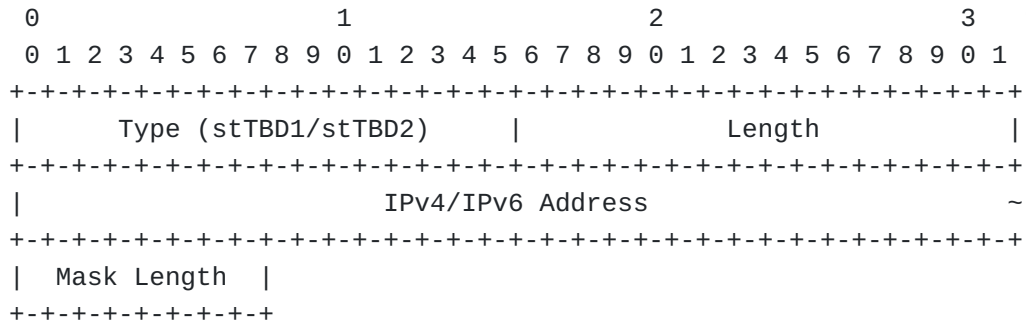 0                   1                   2                   3
 0 1 2 3 4 5 6 7 8 9 0 1 2 3 4 5 6 7 8 9 0 1 2 3 4 5 6 7 8 9 0 1
+-+-+-+-+-+-+-+-+-+-+-+-+-+-+-+-+-+-+-+-+-+-+-+-+-+-+-+-+-+-+-+-+
|      Type (stTBD1/stTBD2)     |             Length            |
+-+-+-+-+-+-+-+-+-+-+-+-+-+-+-+-+-+-+-+-+-+-+-+-+-+-+-+-+-+-+-+-+
|                       IPv4/IPv6 Address                       ~
+-+-+-+-+-+-+-+-+-+-+-+-+-+-+-+-+-+-+-+-+-+-+-+-+-+-+-+-+-+-+-+-+
|  Mask Length  |
+-+-+-+-+-+-+-+-+